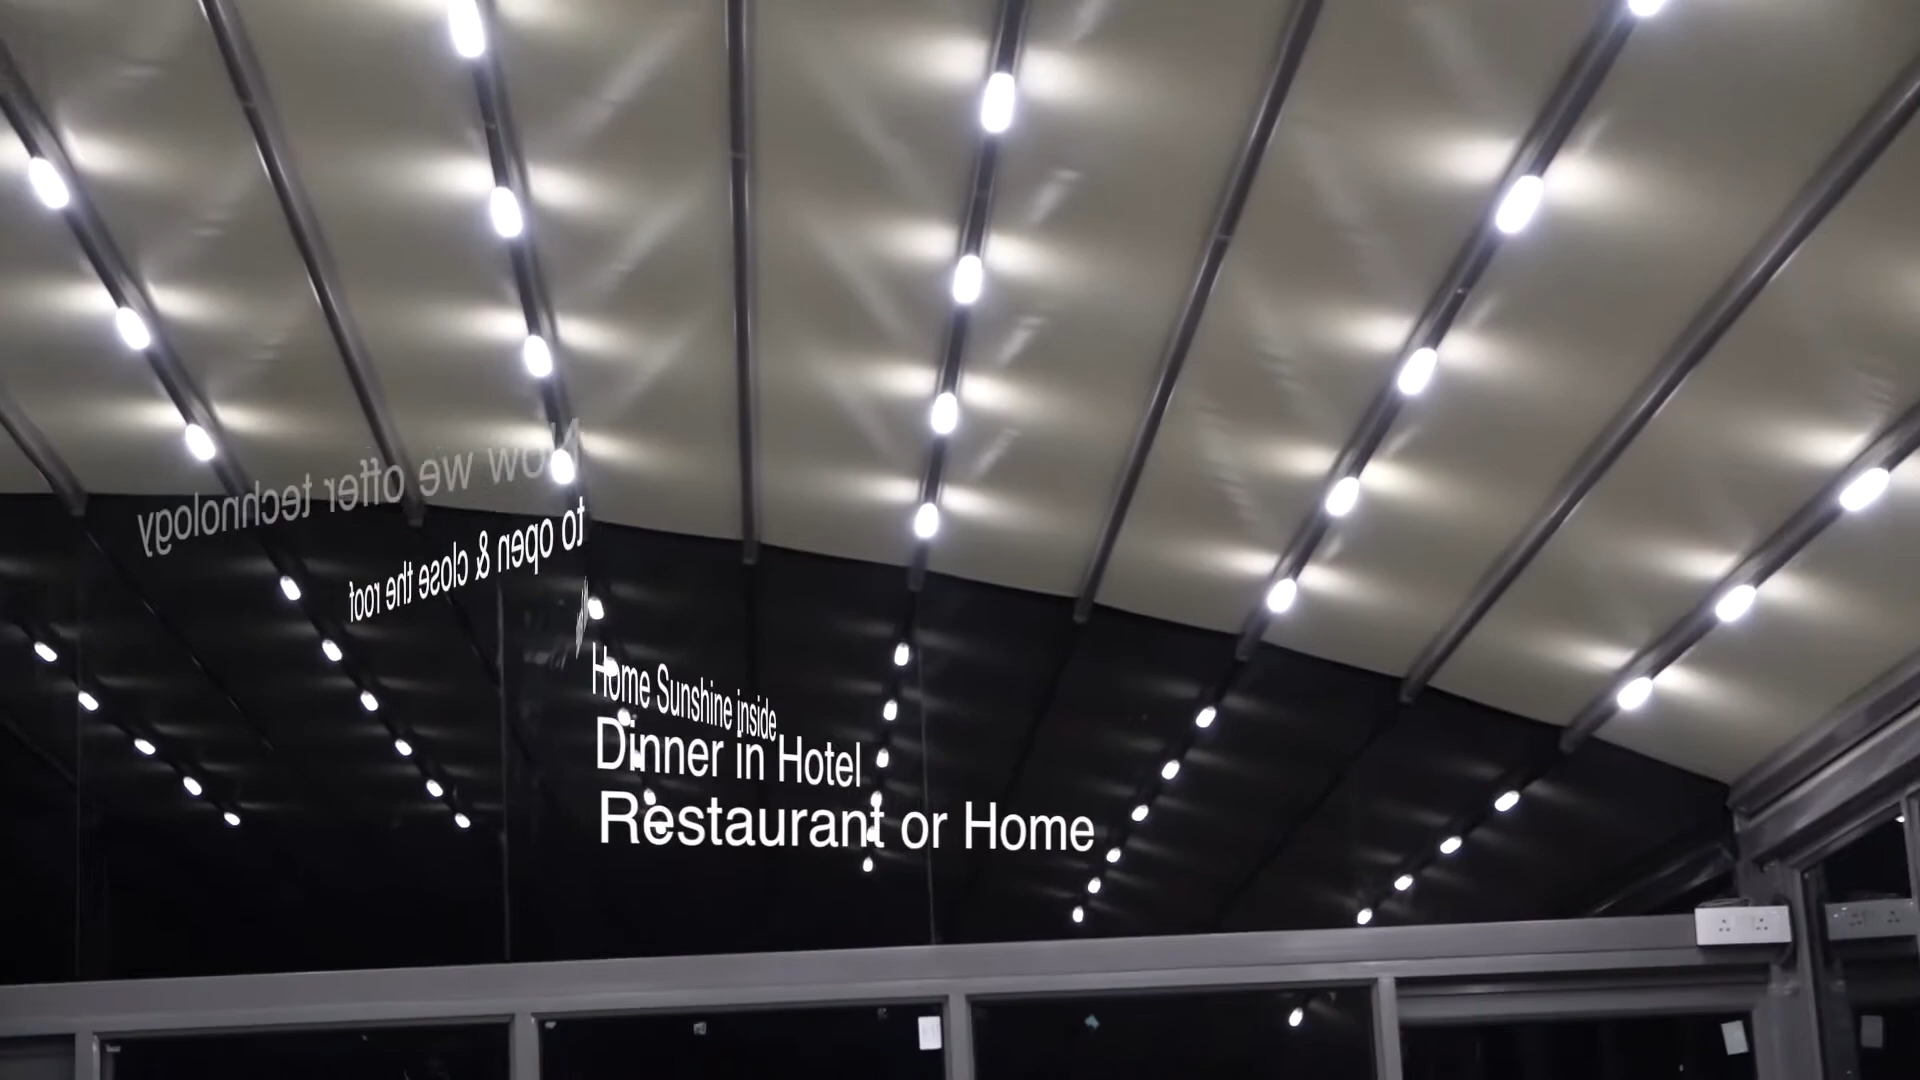 Now we offer technology
to open & close the roof
Home Sunshine inside
Dinner in Hotel
Restaurant or Home